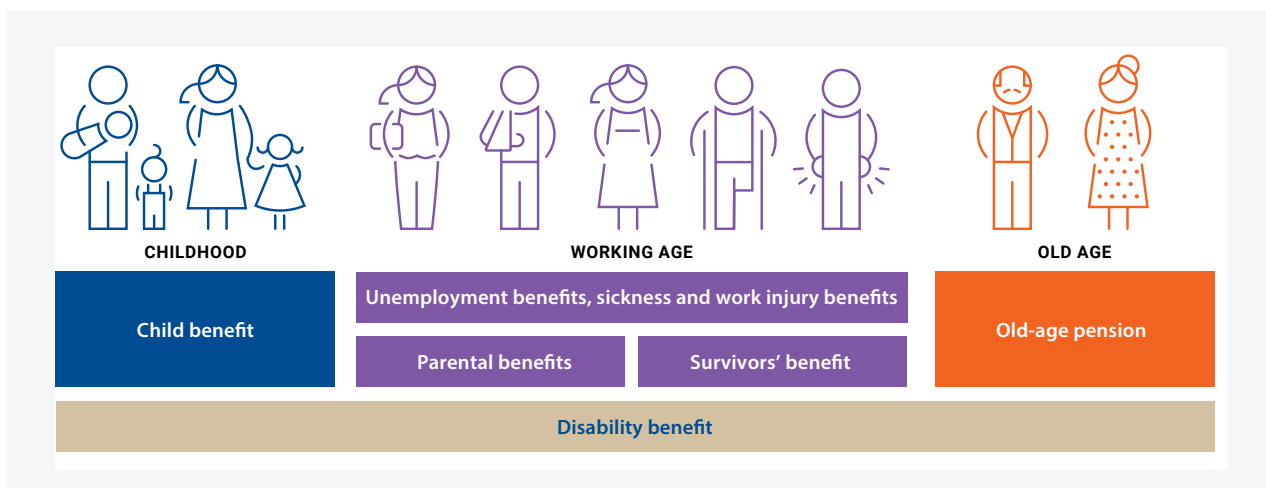 CHILDHOOD
WORKING AGE
OLD AGE
Child benefit
Unemployment benefits, sickness and work injury benefits
Parental benefits
Survivors’ benefit
Old-age pension
Disability benefit